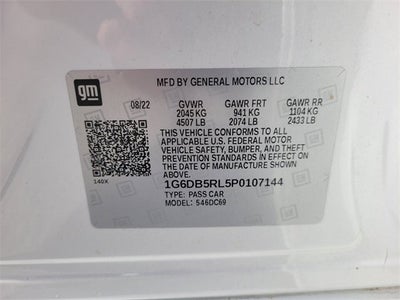 gm
MFD BY GENERAL MOTORS LLC
08/22 GVWR GAWR FRT GAWR RR
2045 KG 941 KG 1104 KG
4507 LB 2074 LB 2433 LB
THIS VEHICLE CONFORMS TO ALL
APPLICABLE U.S. FEDERAL MOTOR
VEHICLE SAFETY, BUMPER, AND THEFT
PREVENTION STANDARDS IN EFFECT ON
THE DATE OF MANUFACTURE SHOWN ABOVE.
140X
1G6DB5RL5P0107144
TYPE: PASS CAR
MODEL: 546DC69